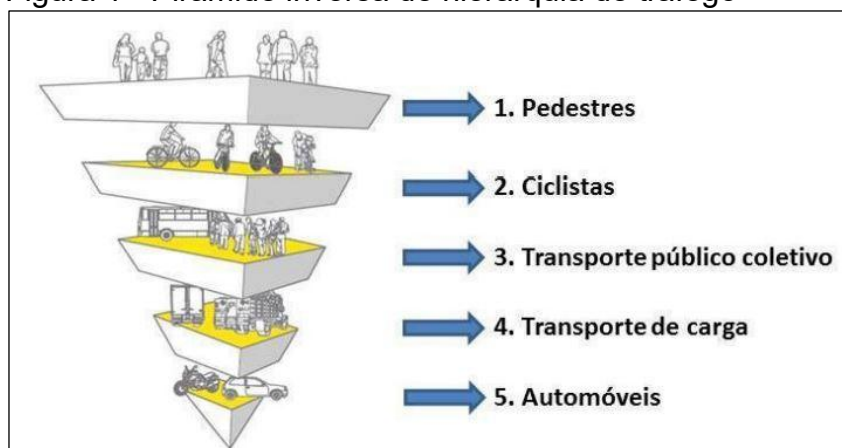 1. Pedestres
2. Ciclistas
3. Transporte público coletivo
4. Transporte de carga
5. Automóveis